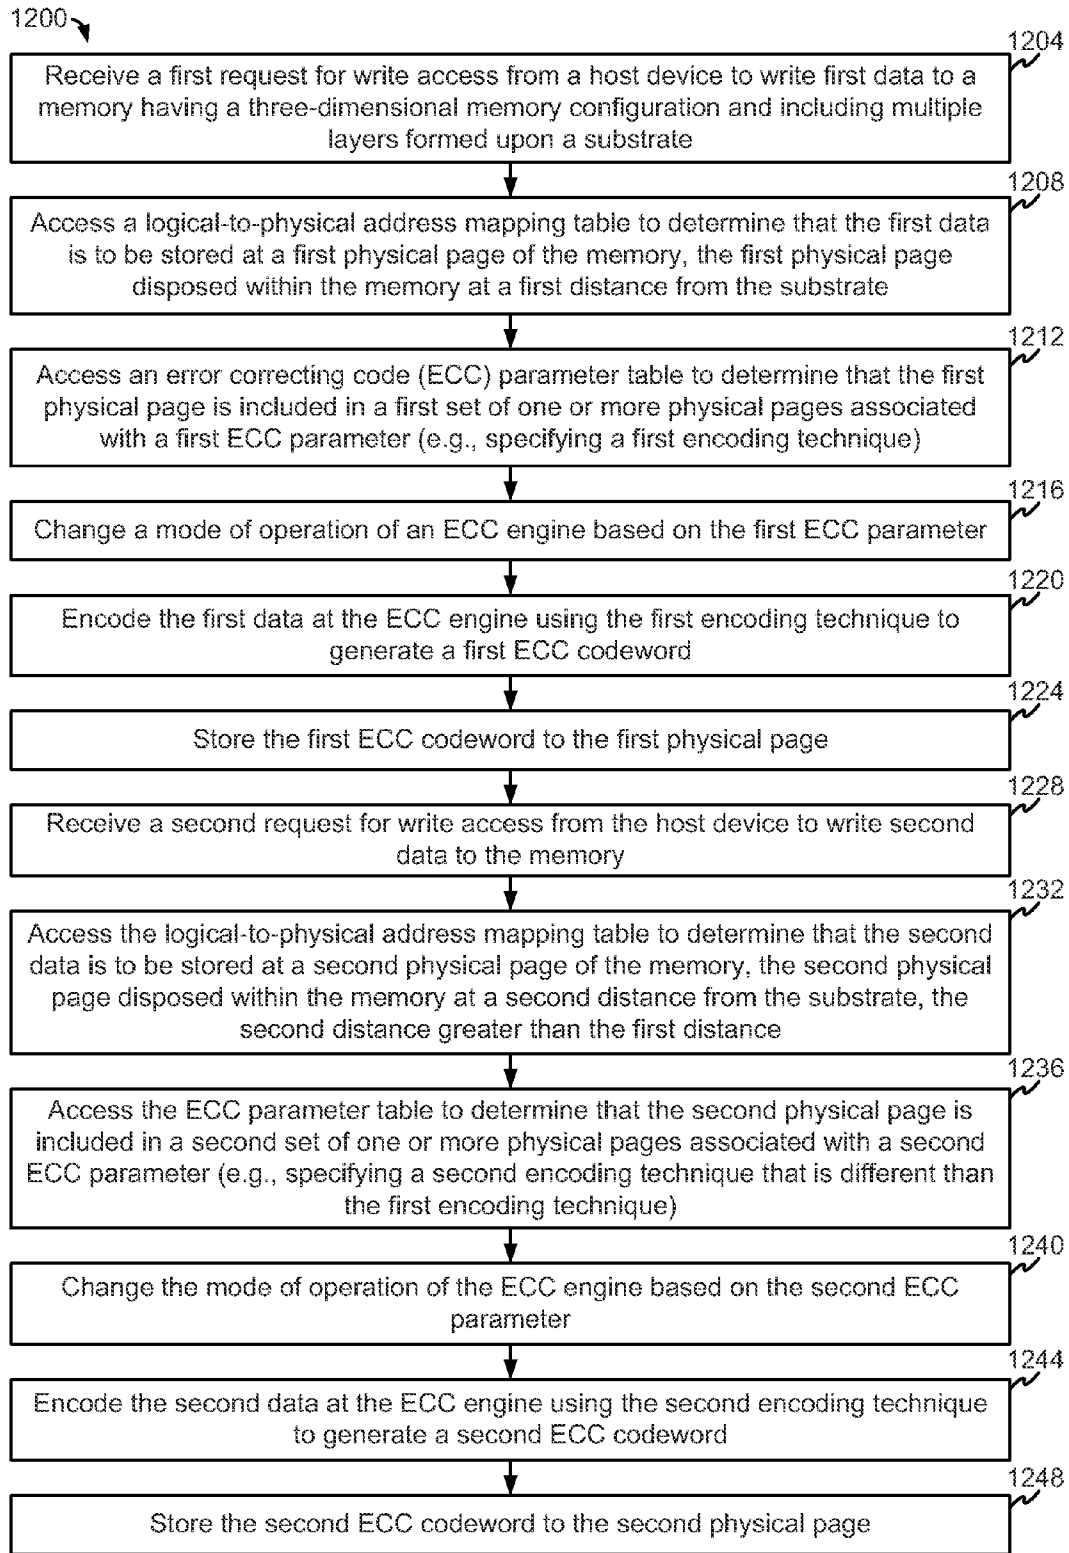 1200
1204
Receive a first request for write access from a host device to write first data to a
memory having a three-dimensional memory configuration and including multiple
layers formed upon a substrate
1208
Access a logical-to-physical address mapping table to determine that the first data
is to be stored at a first physical page of the memory, the first physical page
disposed within the memory at a first distance from the substrate
1212
Access an error correcting code (ECC) parameter table to determine that the first
physical page is included in a first set of one or more physical pages associated
with a first ECC parameter (e.g., specifying a first encoding technique)
1216
Change a mode of operation of an ECC engine based on the first ECC parameter
1220
Encode the first data at the ECC engine using the first encoding technique to
generate a first ECC codeword
1224
Store the first ECC codeword to the first physical page
1228
Receive a second request for write access from the host device to write second
data to the memory
1232
Access the logical-to-physical address mapping table to determine that the second
data is to be stored at a second physical page of the memory, the second physical
page disposed within the memory at a second distance from the substrate, the
second distance greater than the first distance
1236
Access the ECC parameter table to determine that the second physical page is
included in a second set of one or more physical pages associated with a second
ECC parameter (e.g., specifying a second encoding technique that is different than
the first encoding technique)
1240
Change the mode of operation of the ECC engine based on the second ECC
parameter
1244
Encode the second data at the ECC engine using the second encoding technique
to generate a second ECC codeword
1248
Store the second ECC codeword to the second physical page